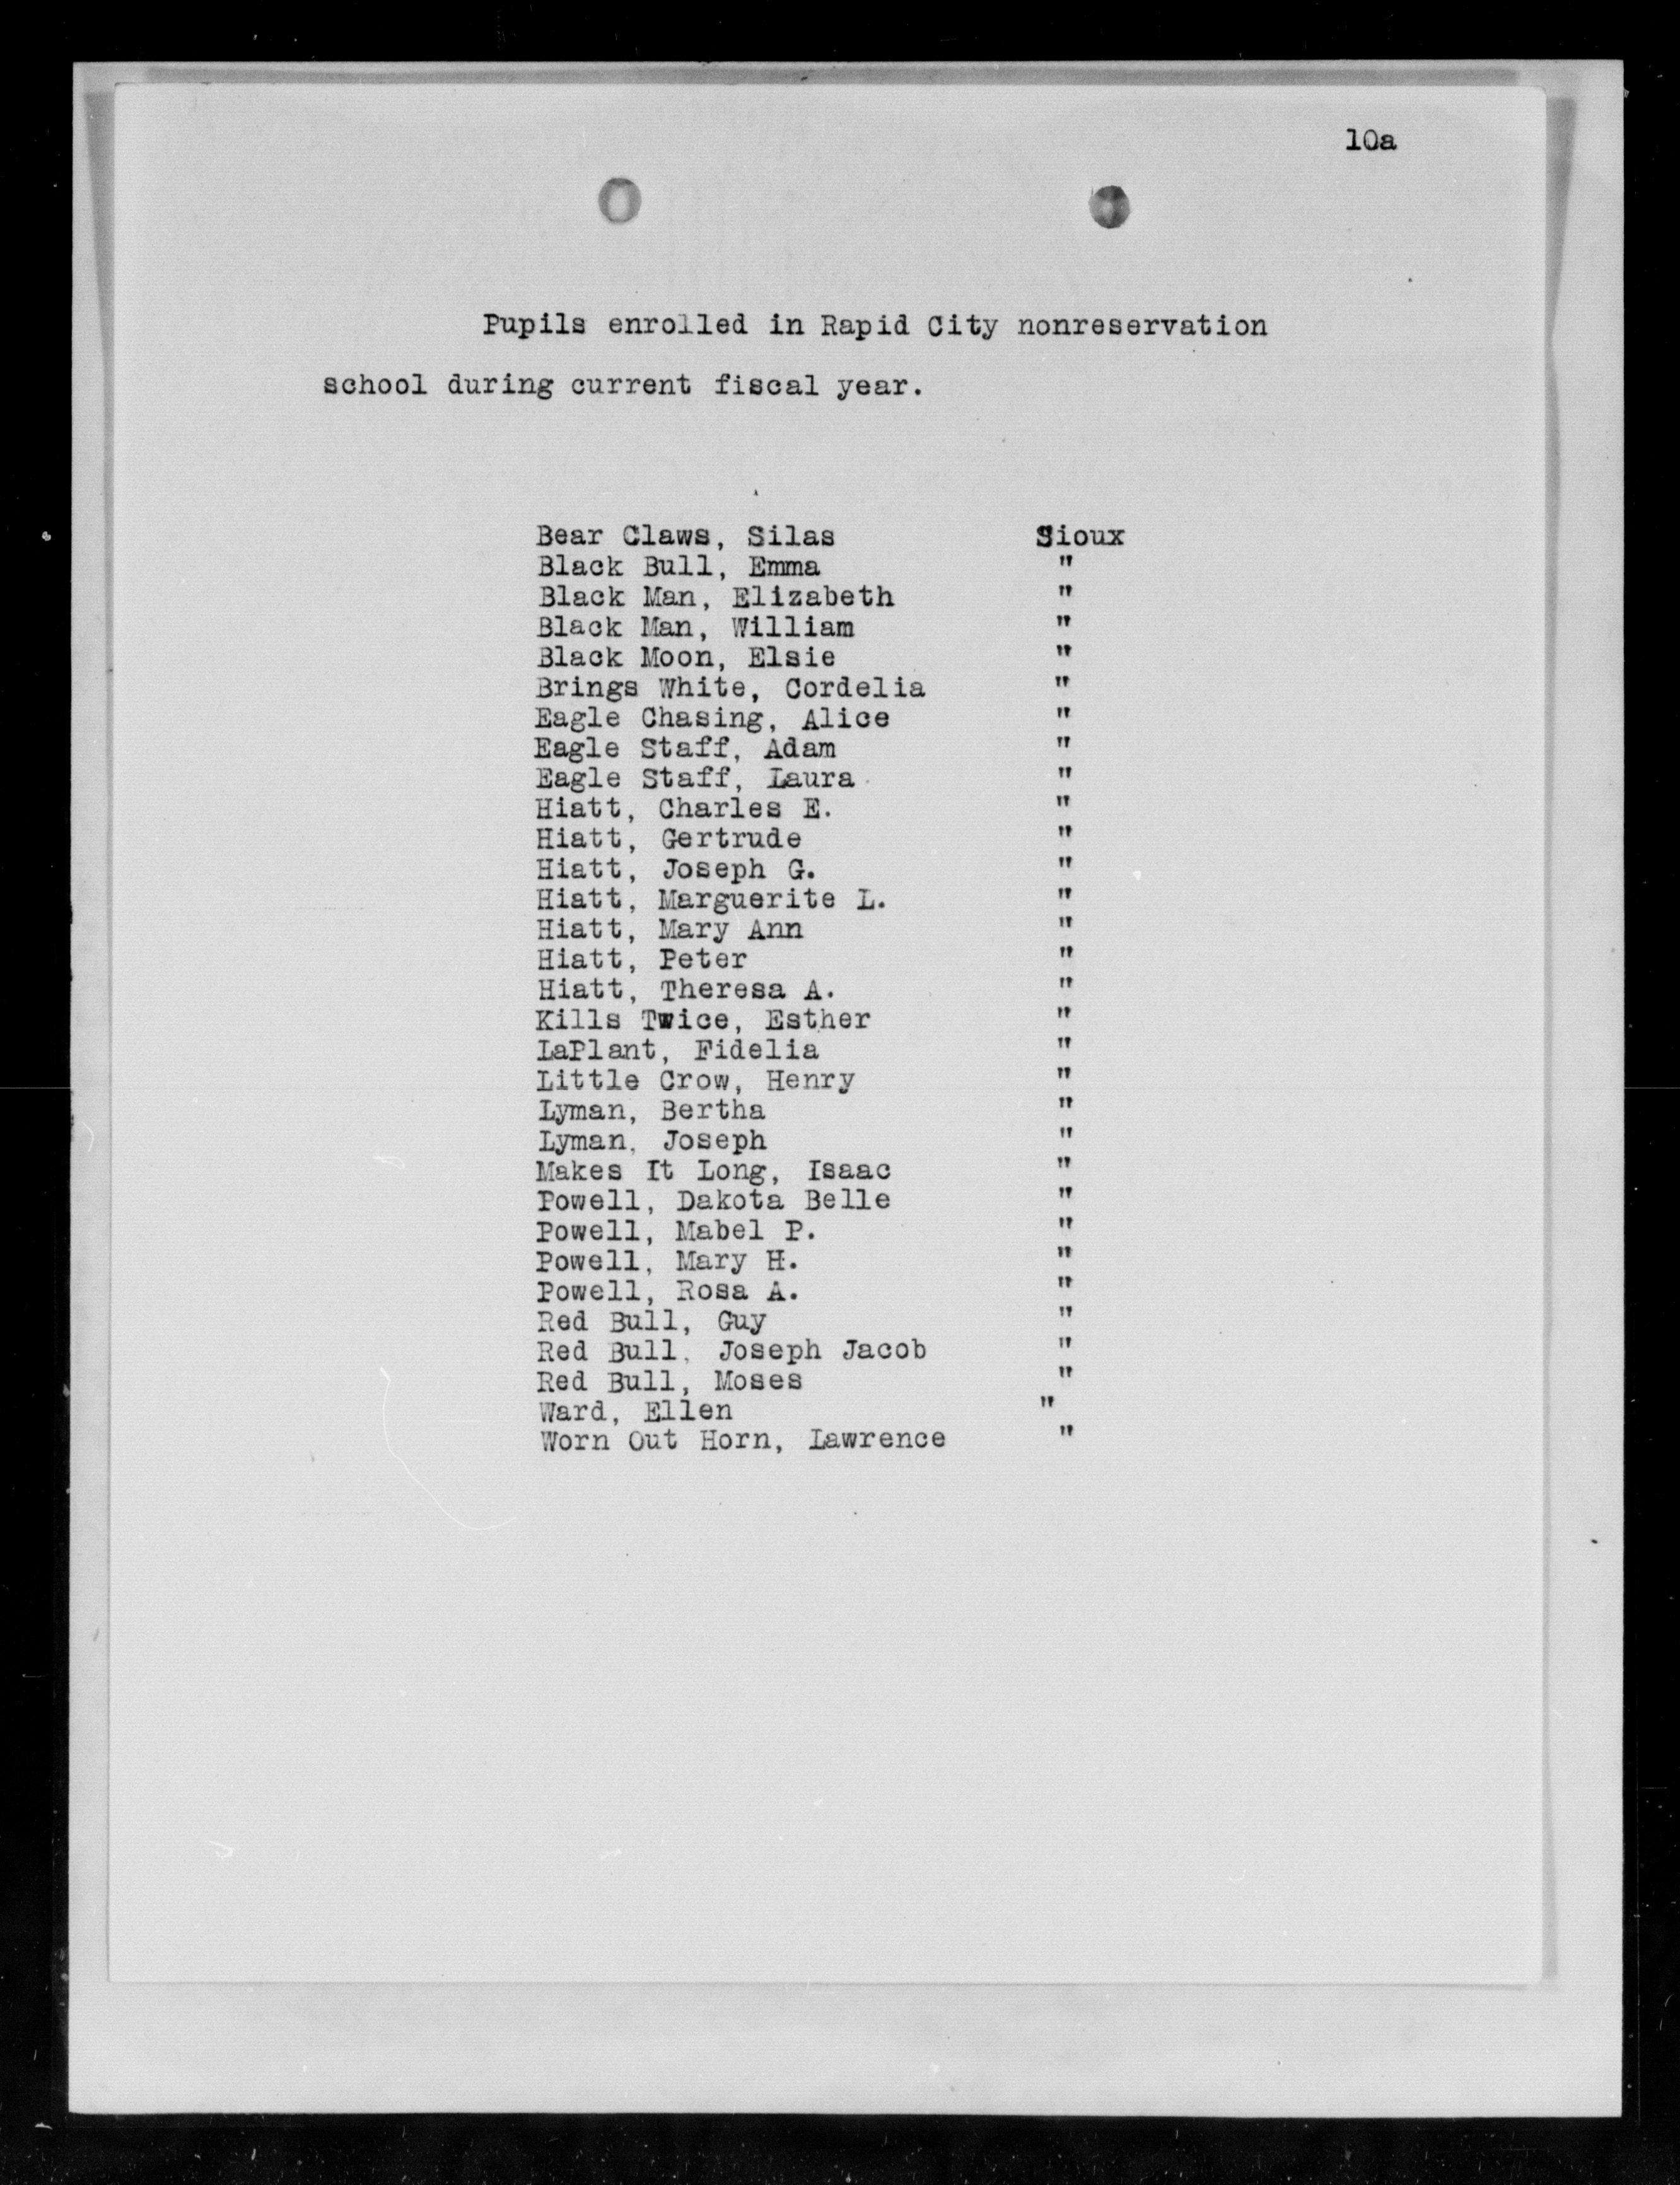 10a
Pupils enrolled in Rapid City nonreservation
school during current fiscal year.
Bear Claws, Silas Sioux
Black Bull, Emma "
Black Man, Elizabeth "
Black Man, William "
Black Moon, Elsie "
Brings White, Cordelia "
Eagle Chasing, Alice "
Eagle Staff, Adam "
Eagle Staff, Laura "
Hiatt, Charles E. "
Hiatt, Gertrude "
Hiatt, Joseph G. "
Hiatt, Marguerite L. "
Hiatt, Mary Ann "
Hiatt, Peter "
Hiatt, Theresa A. "
Kills Twice, Esther "
LaPlant, Fidelia "
Little Crow, Henry "
Lyman, Bertha "
Lyman, Joseph "
Makes It Long, Isaac "
Powell, Dakota Belle "
Powell, Mabel P. "
Powell, Mary H. "
Powell, Rosa A. "
Red Bull, Guy "
Red Bull, Joseph Jacob "
Red Bull, Moses "
Ward, Ellen "
Worn Out Horn, Lawrence "